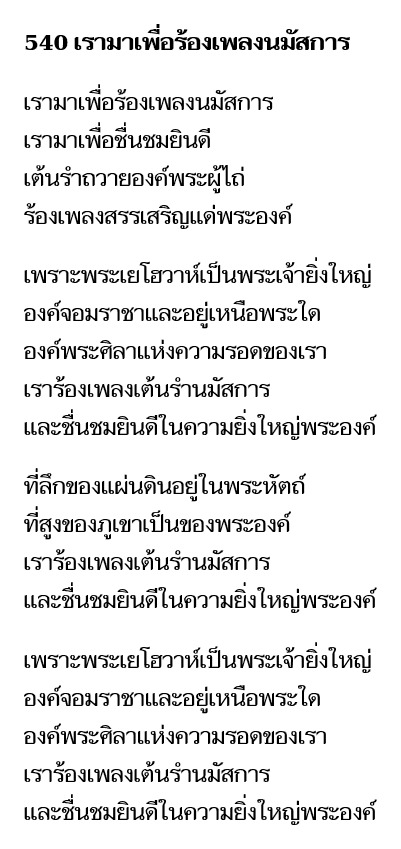 540 เรามาเพื่อร้องเพลงนมัสการ
เรามาเพื่อร้องเพลงนมัสการ
เรามาเพื่อชื่นชมยินดี
เต้นรำถวายองค์พระผู้ไถ่
ร้องเพลงสรรเสริญแด่พระองค์
เพราะพระเยโฮวาห์เป็นพระเจ้ายิ่งใหญ่
องค์จอมราชาและอยู่เหนือพระใด
องค์พระศิลาแห่งความรอดของเรา
เราร้องเพลงเต้นรำนมัสการ
และชื่นชมยินดีในความยิ่งใหญ่พระองค์
ที่ลึกของแผ่นดินอยู่ในพระหัตถ์
ที่สูงของภูเขาเป็นของพระองค์
เราร้องเพลงเต้นรำนมัสการ
และชื่นชมยินดีในความยิ่งใหญ่พระองค์
เพราะพระเยโฮวาห์เป็นพระเจ้ายิ่งใหญ่
องค์จอมราชาและอยู่เหนือพระใด
องค์พระศิลาแห่งความรอดของเรา
เราร้องเพลงเต้นรำนมัสการ
และชื่นชมยินดีในความยิ่งใหญ่พระองค์